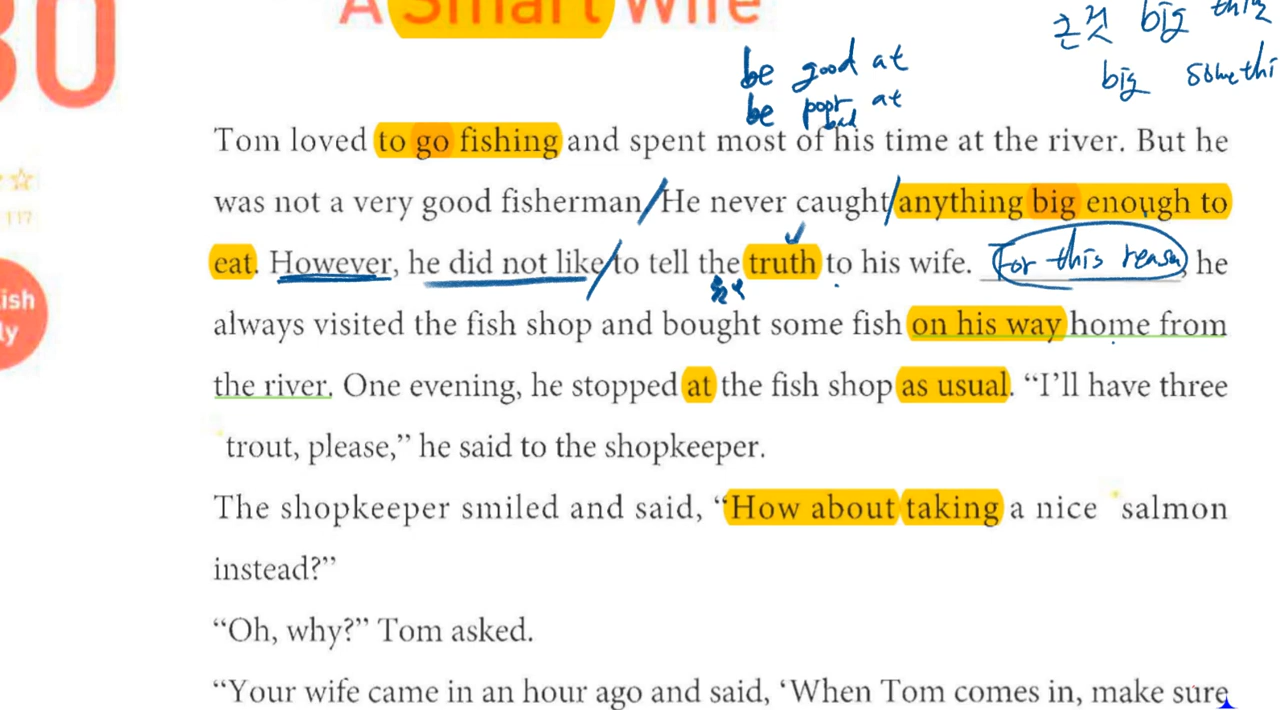 30
A Smart Wife
큰것 big thing
big somethi
be good at
be poor at
bad
Tom loved to go fishing and spent most of his time at the river. But he
was not a very good fisherman. He never caught anything big enough to
eat. However, he did not like to tell the truth to his wife. For this reason, he
always visited the fish shop and bought some fish on his way home from
the river. One evening, he stopped at the fish shop as usual. “I’ll have three
trout, please,” he said to the shopkeeper.
The shopkeeper smiled and said, “How about taking a nice salmon
instead?”
“Oh, why?” Tom asked.
“Your wife came in an hour ago and said, ‘When Tom comes in, make sure
117
ish
ly